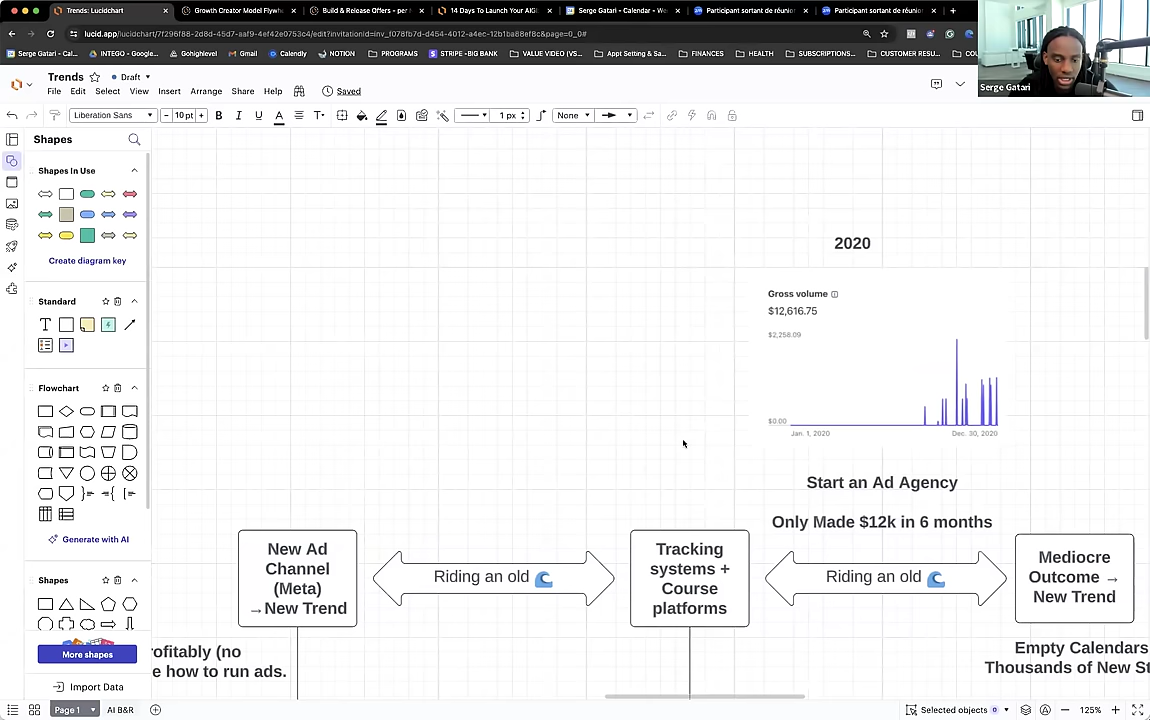 Trends: Lucidchart
Growth Creator Model Flywhe
Build & Release Offers - per
14 Days To Launch Your AIGI
Serge Gatari - Calendar - We
Participant sortant de réunion
Participant sortant de réunion
lucid.app/lucidchart/7f296f88-2d8d-45d7-aaf9-4ef42e0753c4/edit?invitationId=inv_f078fb7d-d454-4012-a4ec-12b1ba88ef8c&page=0_0#
Serge Gatari - Cal...
INTEGO - Google...
Gohighlevel
Gmail
Calendly
NOTION
PROGRAMS
STRIPE -BIG BANK
VALUE VIDEO (VS...
Appt Setting & Sa...
FINANCES
HEALTH
SUBSCRIPTIONS...
CUSTOMER RESU...
COL
Serge Gatari
Trends
Draft
File Edit Select View Insert Arrange Share Help
Saved
Liberation Sans
10 pt
B I U A T
1 px
None
Shapes
Shapes In Use
Create diagram key
Standard
T
Flowchart
Generate with AI
Shapes
More shapes
Import Data
2020
Gross volume
$12,616.75
$2,258.09
$0.00
Jan. 1, 2020
Dec. 30, 2020
Start an Ad Agency
Only Made $12k in 6 months
New Ad
Channel
(Meta)
→New Trend
Riding an old 🌊
Tracking
systems +
Course
platforms
Riding an old 🌊
Mediocre
Outcome →
New Trend
ofitably (no
e how to run ads.
Empty Calendars
Thousands of New St
Page 1
AI B&R
Selected objects 0
125%